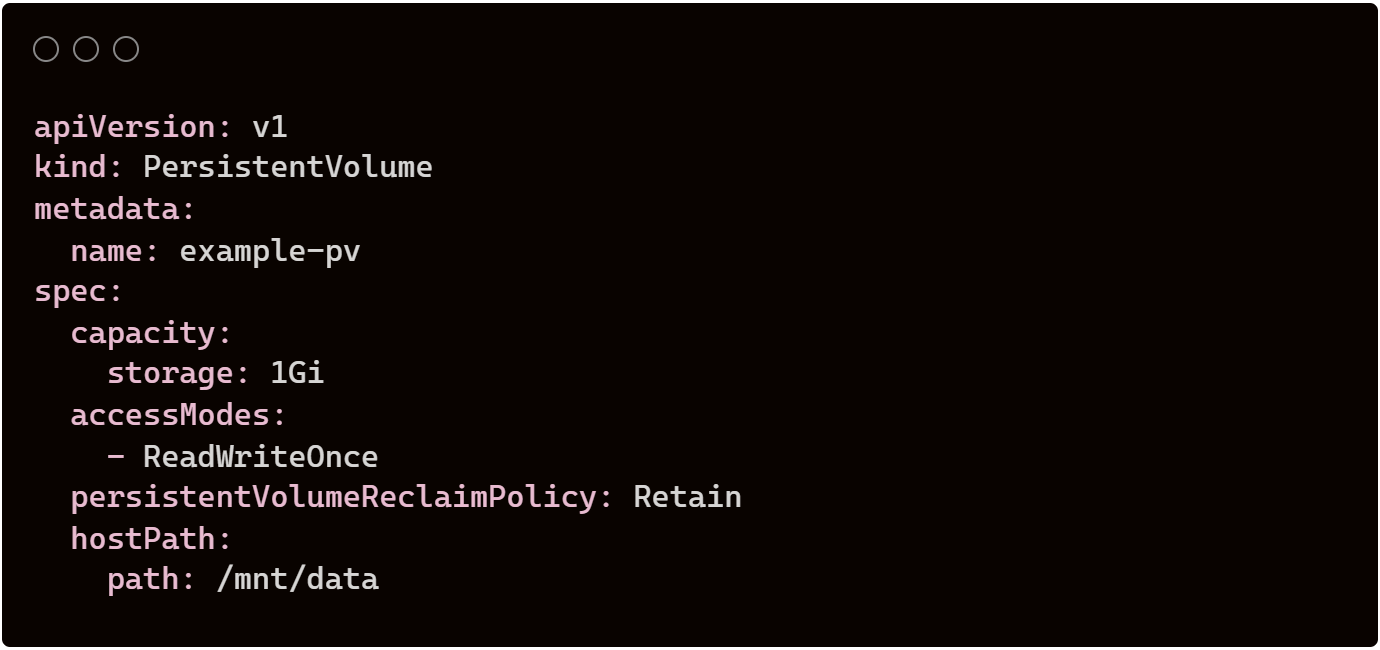 apiVersion: v1
kind: PersistentVolume
metadata:
  name: example-pv
spec:
  capacity:
    storage: 1Gi
  accessModes:
    - ReadWriteOnce
  persistentVolumeReclaimPolicy: Retain
  hostPath:
    path: /mnt/data